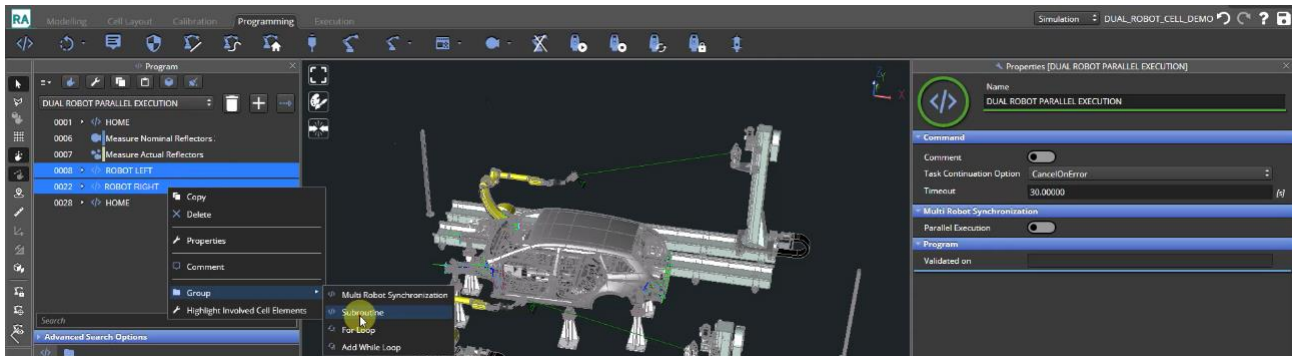 RA Modelling Cell Layout Calibration Programming Execution Simulation DUAL_ROBOT_CELL_DEMO ?
Program
DUAL ROBOT PARALLEL EXECUTION
0001 HOME
0006 Measure Nominal Reflectors.
0007 Measure Actual Reflectors
0008 ROBOT LEFT
0022 ROBOT RIGHT
0028 HOME
Copy
Delete
Properties
Comment
Group
Highlight Involved Cell Elements
Multi Robot Synchronization
Subroutine
For Loop
Add While Loop
Search
Advanced Search Options
Z
Y
X
Properties [DUAL ROBOT PARALLEL EXECUTION]
Name
DUAL ROBOT PARALLEL EXECUTION
Command
Comment
Task Continuation Option CancelOnError
Timeout 30.00000 [s]
Multi Robot Synchronization
Parallel Execution
Program
Validated on